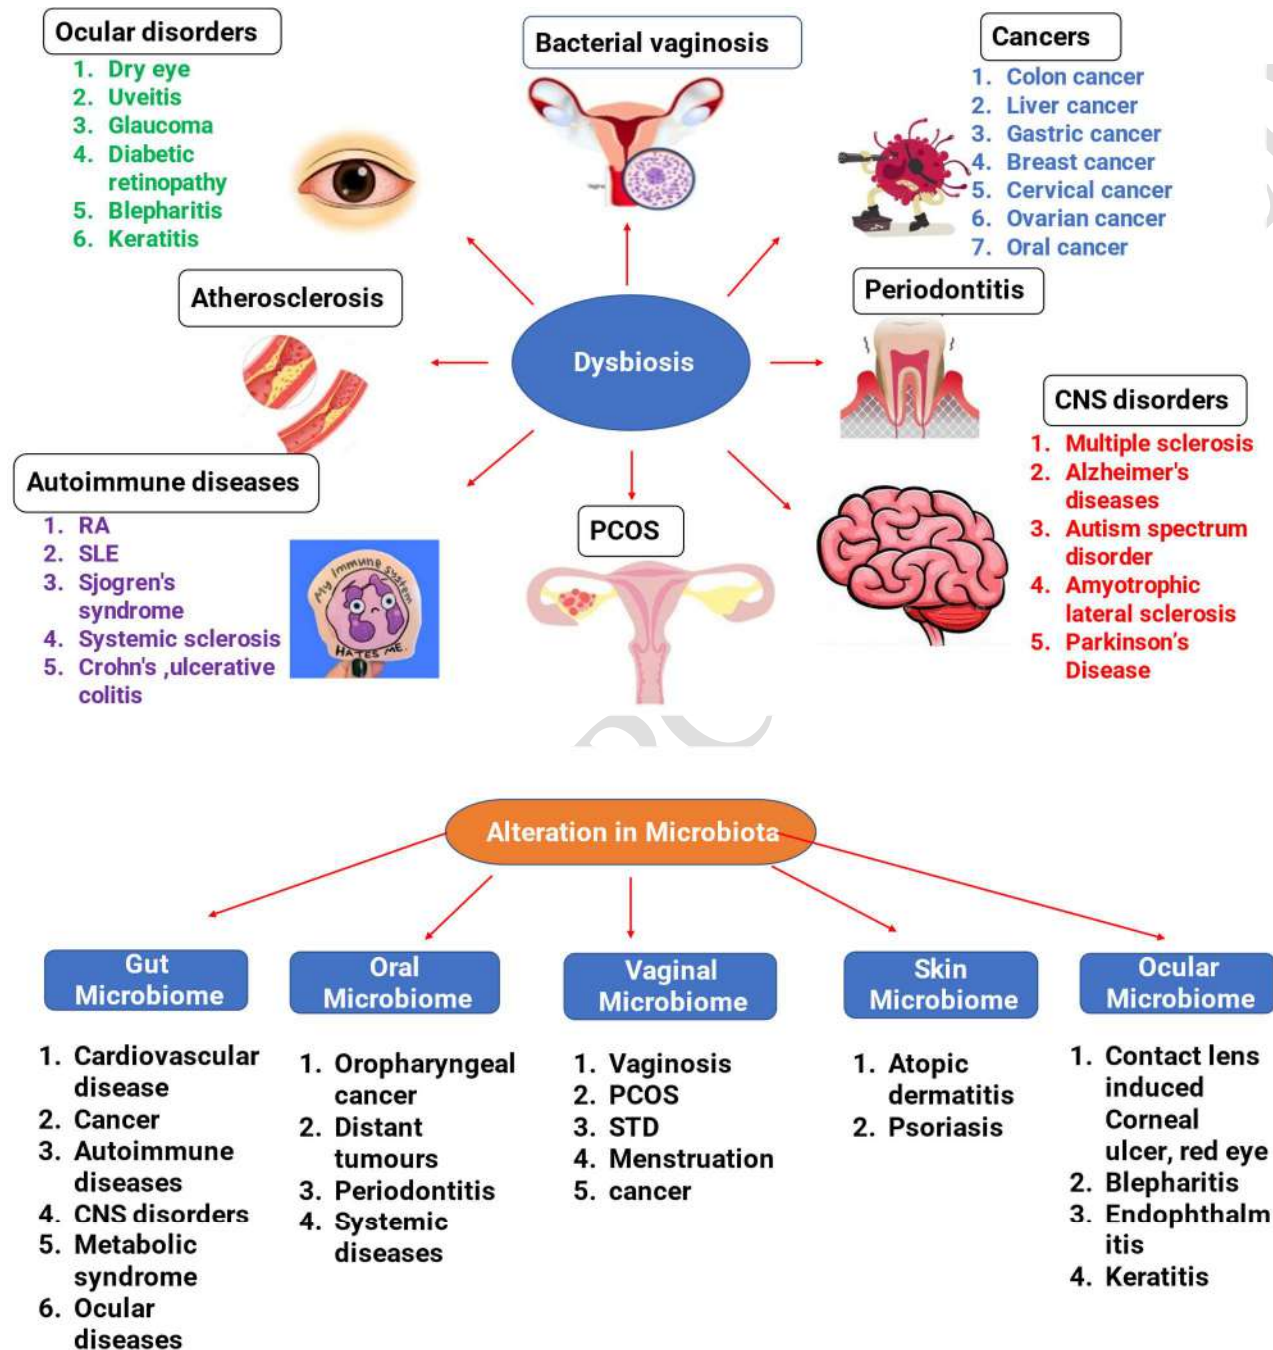 Ocular disorders
1. Dry eye
2. Uveitis
3. Glaucoma
4. Diabetic
retinopathy
5. Blepharitis
6. Keratitis
Bacterial vaginosis
Cancers
1. Colon cancer
2. Liver cancer
3. Gastric cancer
4. Breast cancer
5. Cervical cancer
6. Ovarian cancer
7. Oral cancer
Atherosclerosis
Dysbiosis
Periodontitis
CNS disorders
1. Multiple sclerosis
2. Alzheimer's
diseases
3. Autism spectrum
disorder
4. Amyotrophic
lateral sclerosis
5. Parkinson’s
Disease
Autoimmune diseases
1. RA
2. SLE
3. Sjogren's
syndrome
4. Systemic sclerosis
5. Crohn's ,ulcerative
colitis
My immune system
HATES ME.
PCOS
Alteration in Microbiota
Gut
Microbiome
1. Cardiovascular
disease
2. Cancer
3. Autoimmune
diseases
4. CNS disorders
5. Metabolic
syndrome
6. Ocular
diseases
Oral
Microbiome
1. Oropharyngeal
cancer
2. Distant
tumours
3. Periodontitis
4. Systemic
diseases
Vaginal
Microbiome
1. Vaginosis
2. PCOS
3. STD
4. Menstruation
5. cancer
Skin
Microbiome
1. Atopic
dermatitis
2. Psoriasis
Ocular
Microbiome
1. Contact lens
induced
Corneal
ulcer, red eye
2. Blepharitis
3. Endophthalm
itis
4. Keratitis